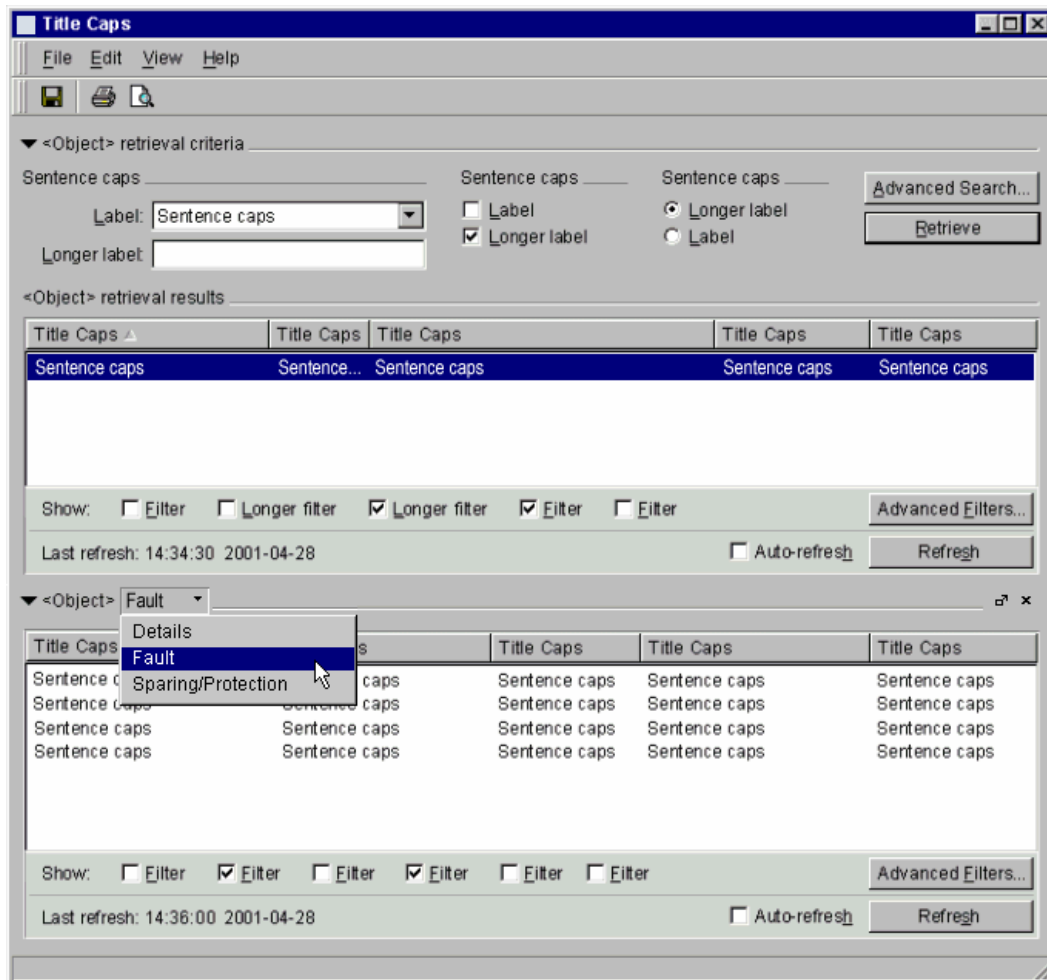 Title Caps
File Edit View Help
<Object> retrieval criteria
Sentence caps Sentence caps Sentence caps Advanced Search...
Label: Sentence caps Label Longer label Retrieve
Longer label: Longer label Label
<Object> retrieval results
Title Caps Title Caps Title Caps Title Caps Title Caps
Sentence caps Sentence... Sentence caps Sentence caps Sentence caps
Show: Filter Longer filter Longer filter Filter Filter Advanced Filters...
Last refresh: 14:34:30 2001-04-28 Auto-refresh Refresh
<Object> Fault
Details
Fault
Sparing/Protection
Title Caps s Title Caps Title Caps Title Caps
Sentence c caps Sentence caps Sentence caps Sentence caps
Sentence caps caps Sentence caps Sentence caps Sentence caps
Sentence caps Sentence caps Sentence caps Sentence caps Sentence caps
Sentence caps Sentence caps Sentence caps Sentence caps Sentence caps
Show: Filter Filter Filter Filter Filter Filter Advanced Filters...
Last refresh: 14:36:00 2001-04-28 Auto-refresh Refresh